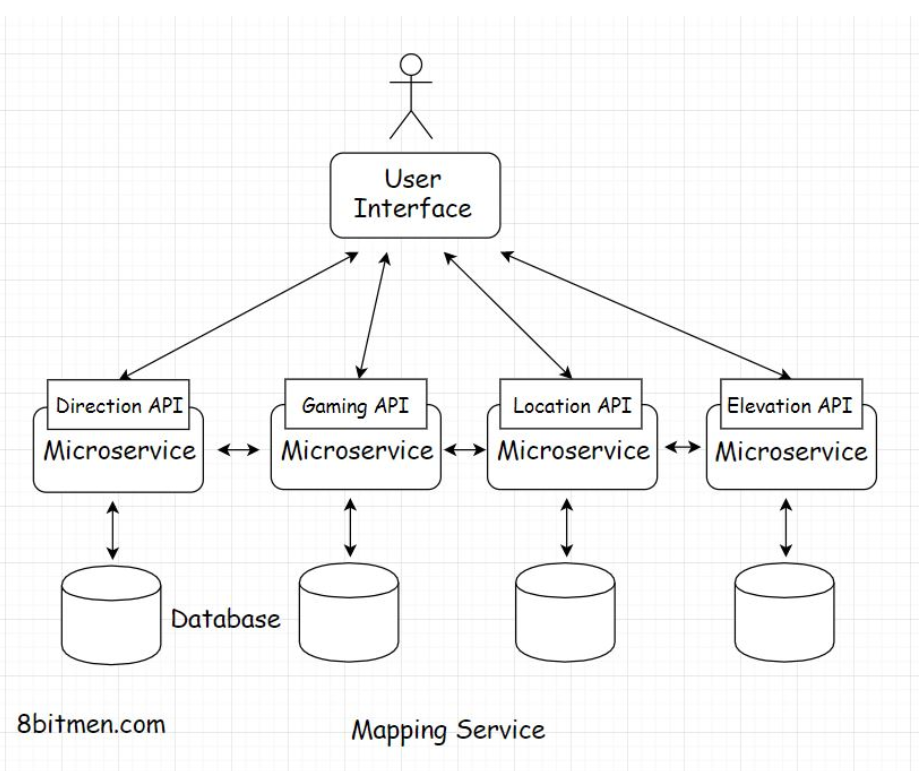 User
Interface
Direction API
Microservice
Gaming API
Microservice
Location API
Microservice
Elevation API
Microservice
Database
8bitmen.com
Mapping Service